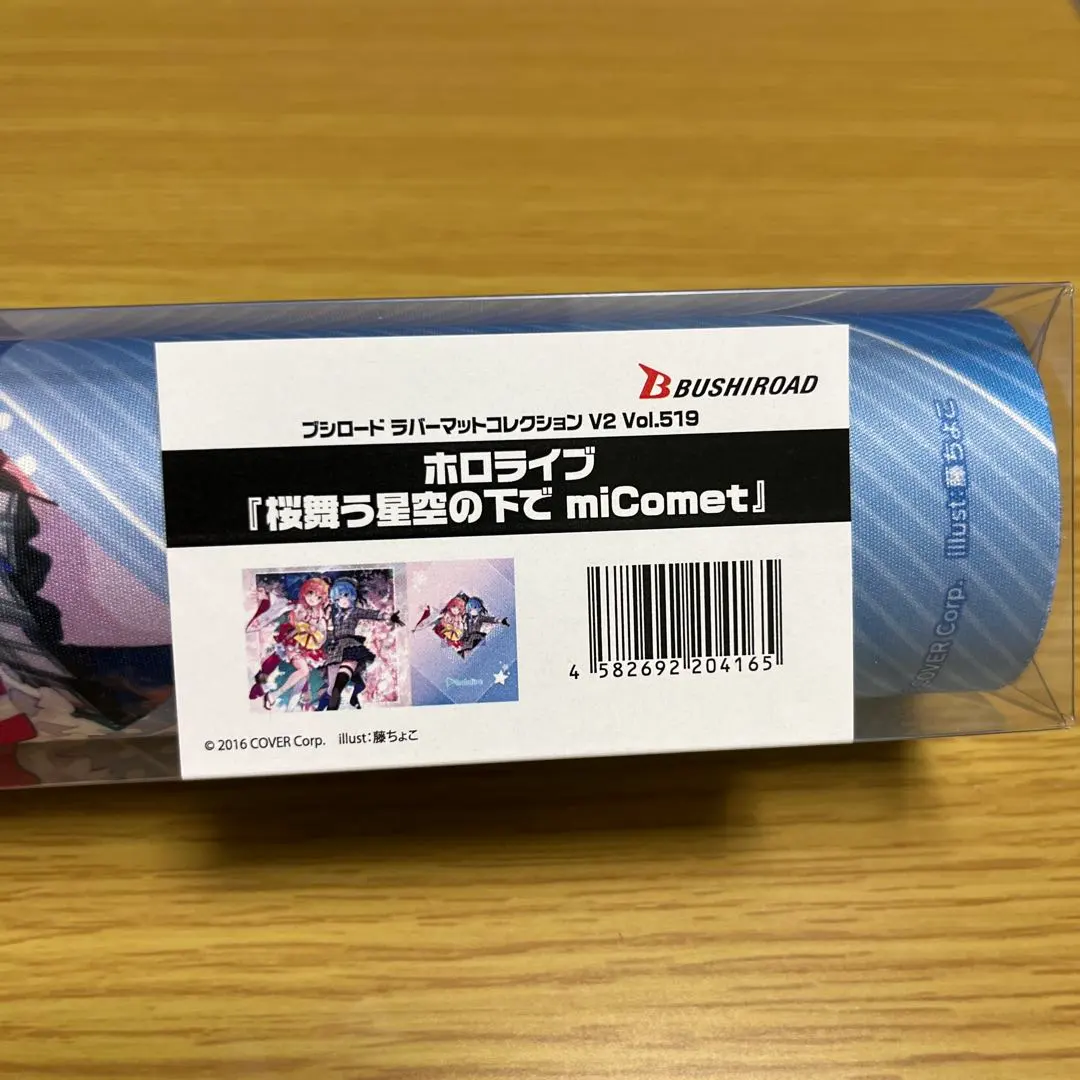 BUSHIROAD
ブシロード ラバーマットコレクション V2 Vol.519
ホロライブ
『桜舞う星空の下で miComet』
4 582692 204165
© 2016 COVER Corp. illust:藤ちょこ
COVER Corp. illust:藤ちょこ